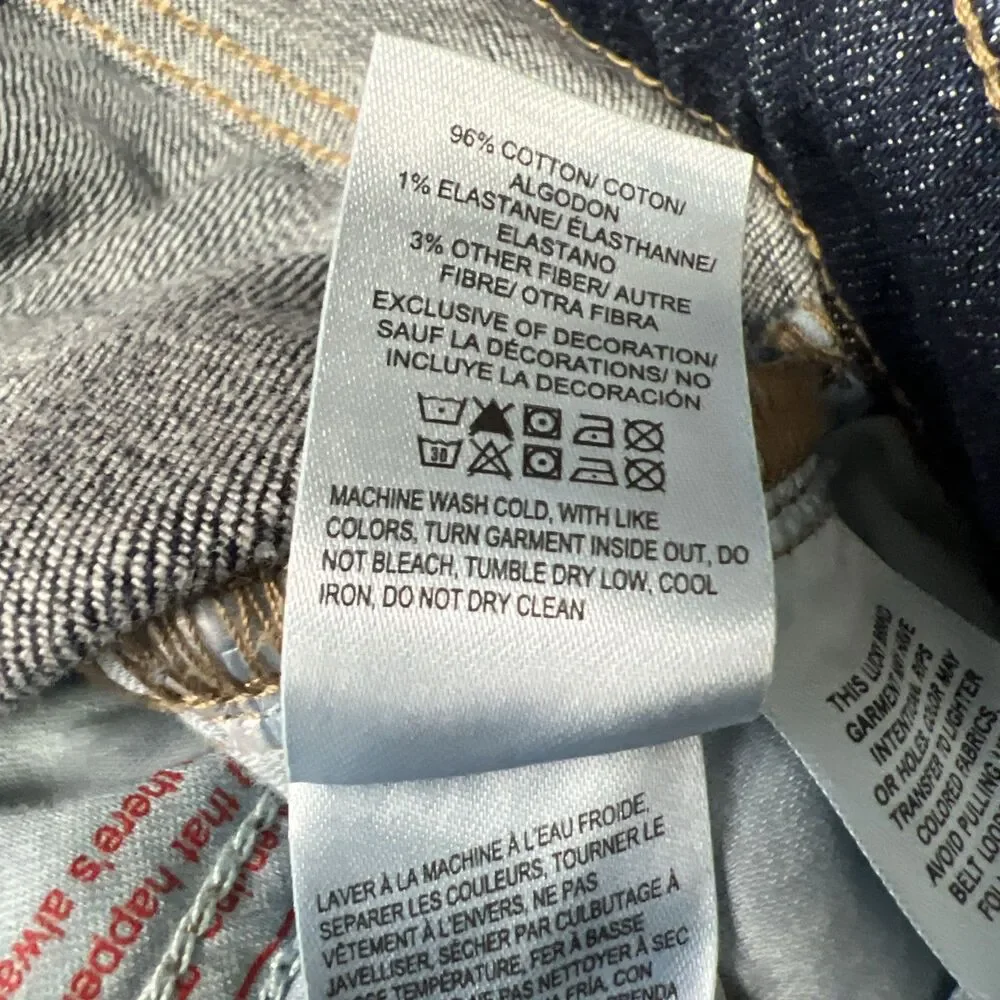 96% COTTON/ COTON/
ALGODON
1% ELASTANE/ ÉLASTHANNE/
ELASTANO
3% OTHER FIBER/ AUTRE
FIBRE/ OTRA FIBRA
EXCLUSIVE OF DECORATION/
SAUF LA DÉCORATIONS/ NO
INCLUYE LA DECORACIÓN
30
MACHINE WASH COLD, WITH LIKE
COLORS, TURN GARMENT INSIDE OUT, DO
NOT BLEACH, TUMBLE DRY LOW, COOL
IRON, DO NOT DRY CLEAN
LAVER À LA MACHINE À L'EAU FROIDE,
SEPARER LES COULEURS, TOURNER LE
VÊTEMENT À L'ENVERS, NE PAS
JAVELLISER, SÉCHER PAR CULBUTAGE À
TEMPÉRATURE, FER À BASSE
PAS NETTOYER À SEC
FRÍA, CON
THIS LUCKY BRAND
GARMENT MAY HAVE
INTENTIONAL RIPS
OR HOLES. COLOR MAY
TRANSFER TO LIGHTER
COLORED FABRICS.
AVOID PULLING
BELT
that
there's